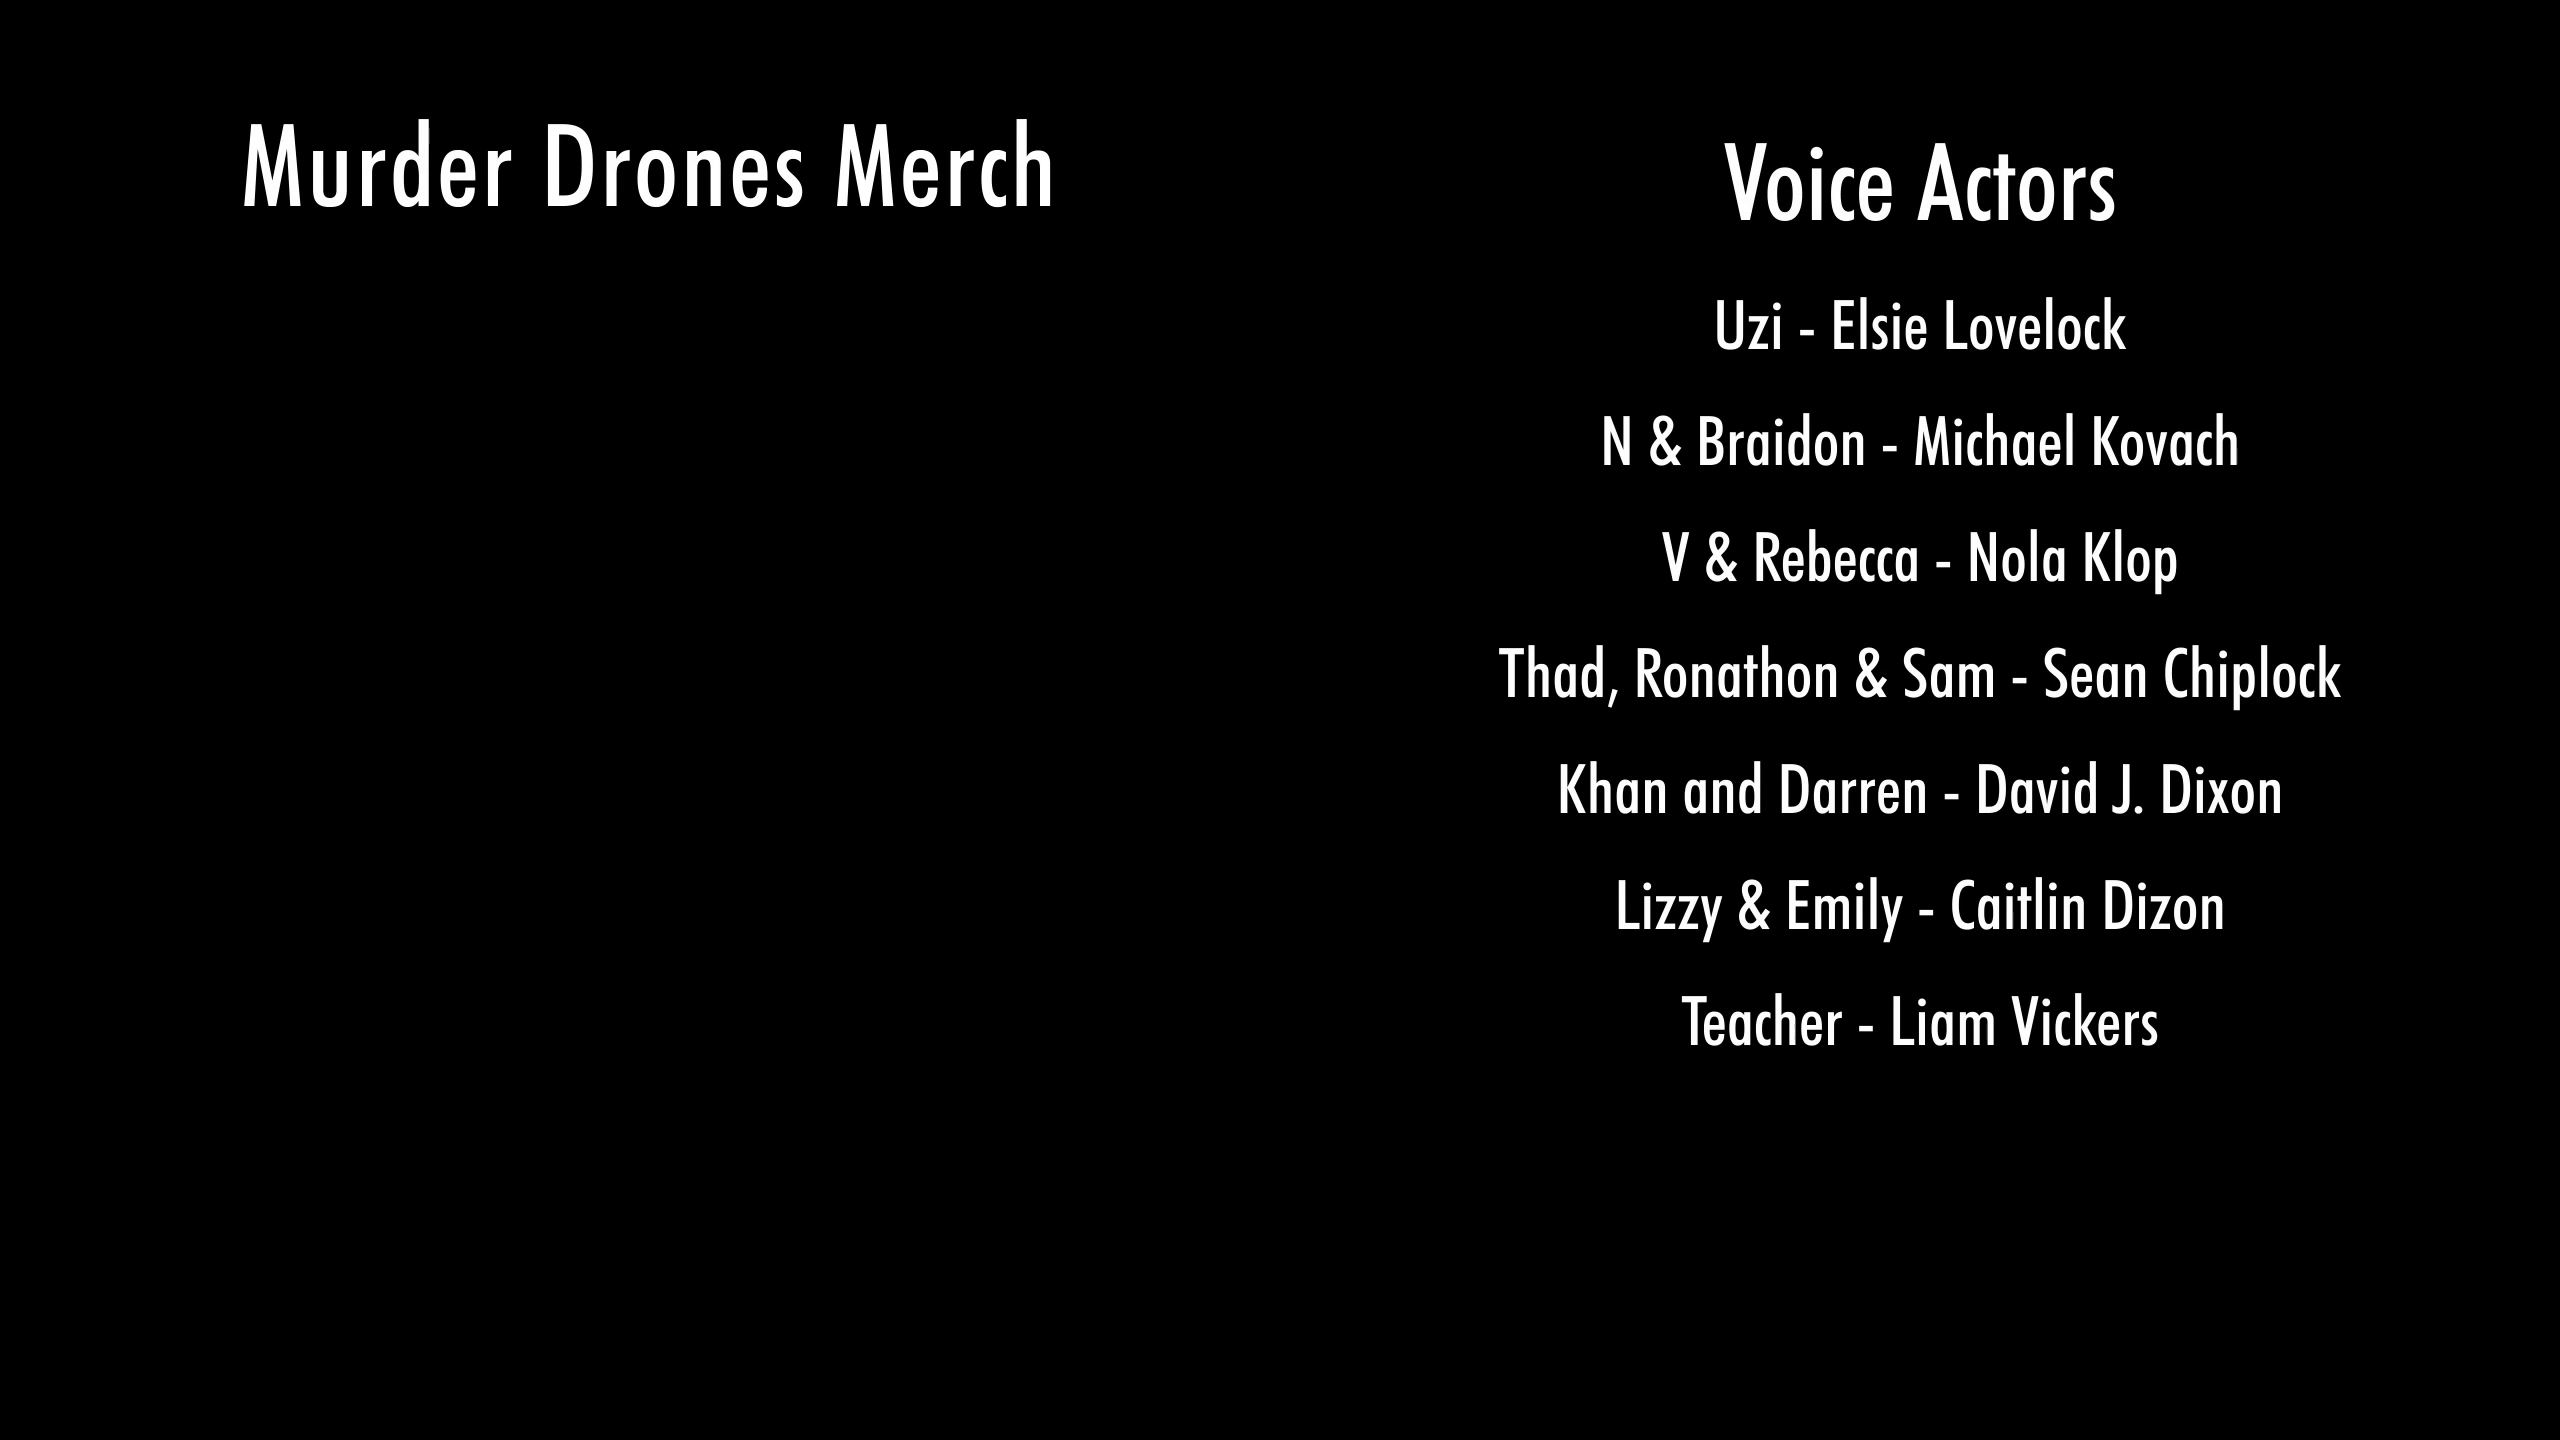 Murder Drones Merch
Voice Actors
Uzi - Elsie Lovelock
N & Braidon - Michael Kovach
V & Rebecca - Nola Klop
Thad, Ronathon & Sam - Sean Chiplock
Khan and Darren - David J. Dixon
Lizzy & Emily - Caitlin Dizon
Teacher - Liam Vickers